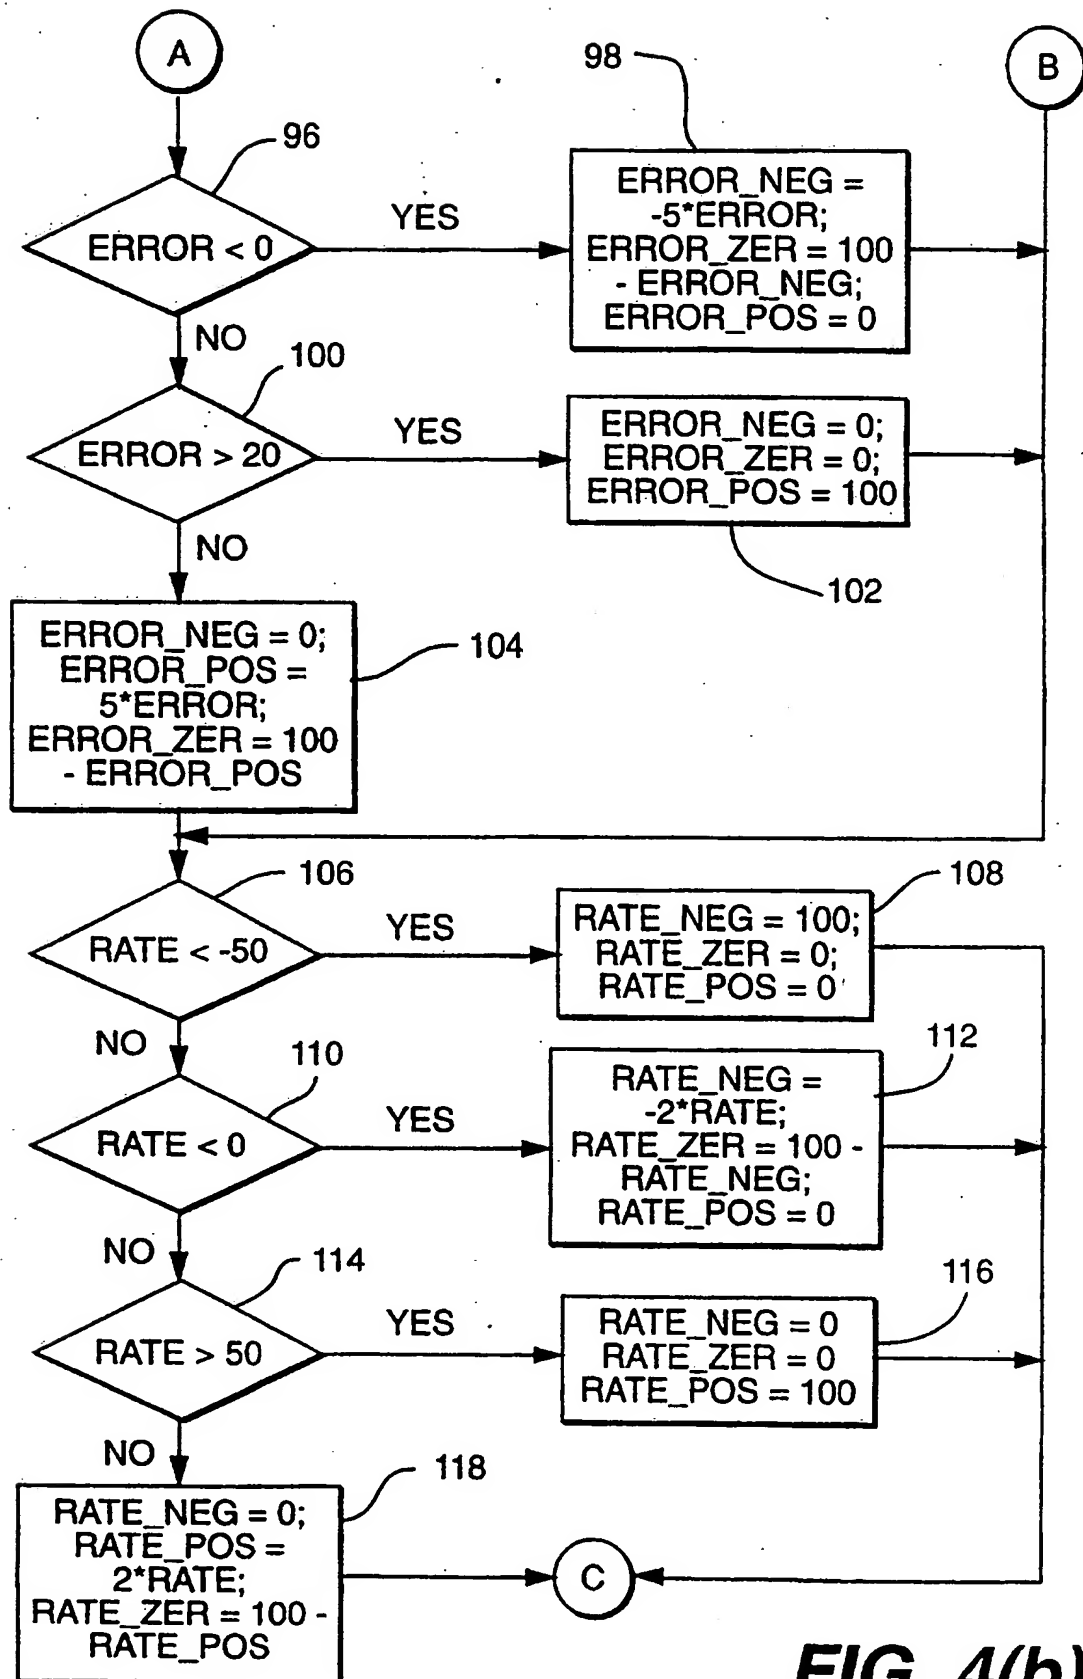 A
B
98
96
ERROR < 0
YES
ERROR_NEG =
-5*ERROR;
ERROR_ZER = 100
- ERROR_NEG;
ERROR_POS = 0
NO
100
ERROR > 20
YES
ERROR_NEG = 0;
ERROR_ZER = 0;
ERROR_POS = 100
102
NO
ERROR_NEG = 0;
ERROR_POS =
5*ERROR;
ERROR_ZER = 100
- ERROR_POS
104
106
RATE < -50
YES
108
RATE_NEG = 100;
RATE_ZER = 0;
RATE_POS = 0
NO
110
RATE < 0
YES
112
RATE_NEG =
-2*RATE;
RATE_ZER = 100 -
RATE_NEG;
RATE_POS = 0
NO
114
RATE > 50
YES
116
RATE_NEG = 0
RATE_ZER = 0
RATE_POS = 100
NO
118
RATE_NEG = 0;
RATE_POS =
2*RATE;
RATE_ZER = 100 -
RATE_POS
C
FIG. 4(b)